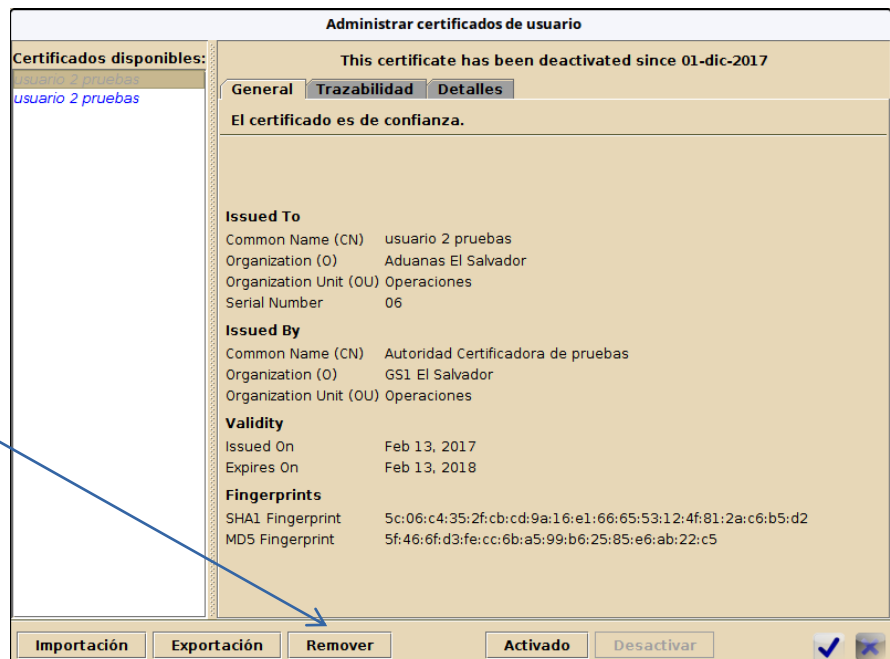 Administrar certificados de usuario
Certificados disponibles:
usuario 2 pruebas
usuario 2 pruebas
This certificate has been deactivated since 01-dic-2017
General Trazabilidad Detalles
El certificado es de confianza.
Issued To
Common Name (CN) usuario 2 pruebas
Organization (O) Aduanas El Salvador
Organization Unit (OU) Operaciones
Serial Number 06
Issued By
Common Name (CN) Autoridad Certificadora de pruebas
Organization (O) GS1 El Salvador
Organization Unit (OU) Operaciones
Validity
Issued On Feb 13, 2017
Expires On Feb 13, 2018
Fingerprints
SHA1 Fingerprint 5c:06:c4:35:2f:cb:cd:9a:16:e1:66:65:53:12:4f:81:2a:c6:b5:d2
MD5 Fingerprint 5f:46:6f:d3:fe:cc:6b:a5:99:b6:25:85:e6:ab:22:c5
Importación Exportación Remover Activado Desactivar